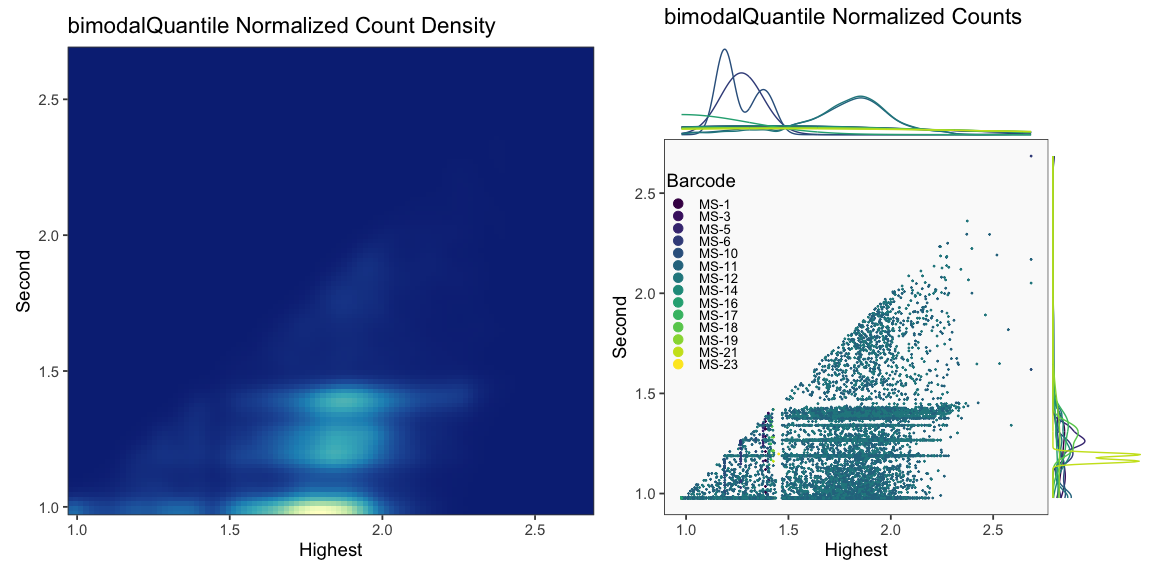 bimodalQuantile Normalized Count Density
2.5
2.0
1.5
1.0
Second
1.0
1.5
2.0
2.5
Highest
bimodalQuantile Normalized Counts
Barcode
MS-1
MS-3
MS-5
MS-6
MS-10
MS-11
MS-12
MS-14
MS-16
MS-17
MS-18
MS-19
MS-21
MS-23
2.5
2.0
1.5
1.0
Second
1.0
1.5
2.0
2.5
Highest